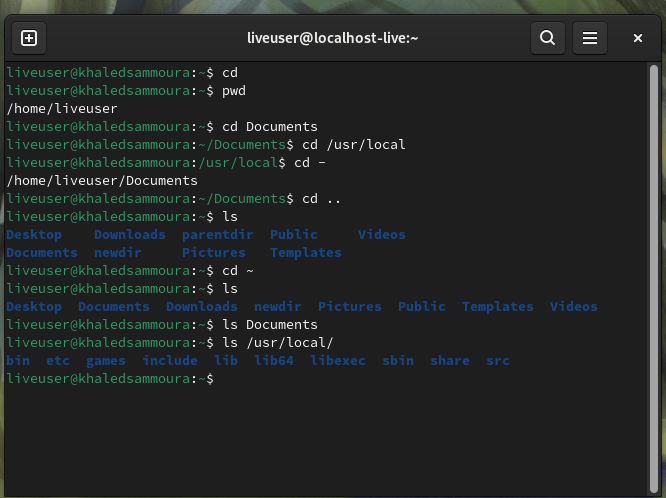 liveuser@localhost-live:~
liveuser@khaledsammoura:~$ cd
liveuser@khaledsammoura:~$ pwd
/home/liveuser
liveuser@khaledsammoura:~$ cd Documents
liveuser@khaledsammoura:~/Documents$ cd /usr/local
liveuser@khaledsammoura:/usr/local$ cd -
/home/liveuser/Documents
liveuser@khaledsammoura:~/Documents$ cd ..
liveuser@khaledsammoura:~$ ls
Desktop    Downloads  parentdir  Public     Videos
Documents  newdir     Pictures   Templates
liveuser@khaledsammoura:~$ cd ~
liveuser@khaledsammoura:~$ ls
Desktop  Documents  Downloads  newdir  Pictures  Public  Templates  Videos
liveuser@khaledsammoura:~$ ls Documents
liveuser@khaledsammoura:~$ ls /usr/local/
bin  etc  games  include  lib  lib64  libexec  sbin  share  src
liveuser@khaledsammoura:~$